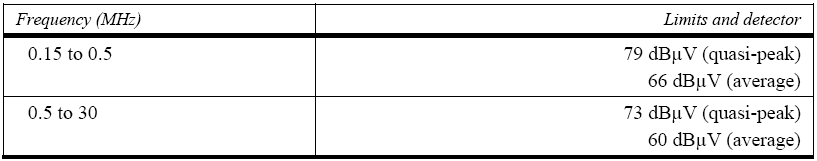 Frequency (MHz) Limits and detector
0.15 to 0.5 79 dBµV (quasi-peak)
66 dBµV (average)
0.5 to 30 73 dBµV (quasi-peak)
60 dBµV (average)